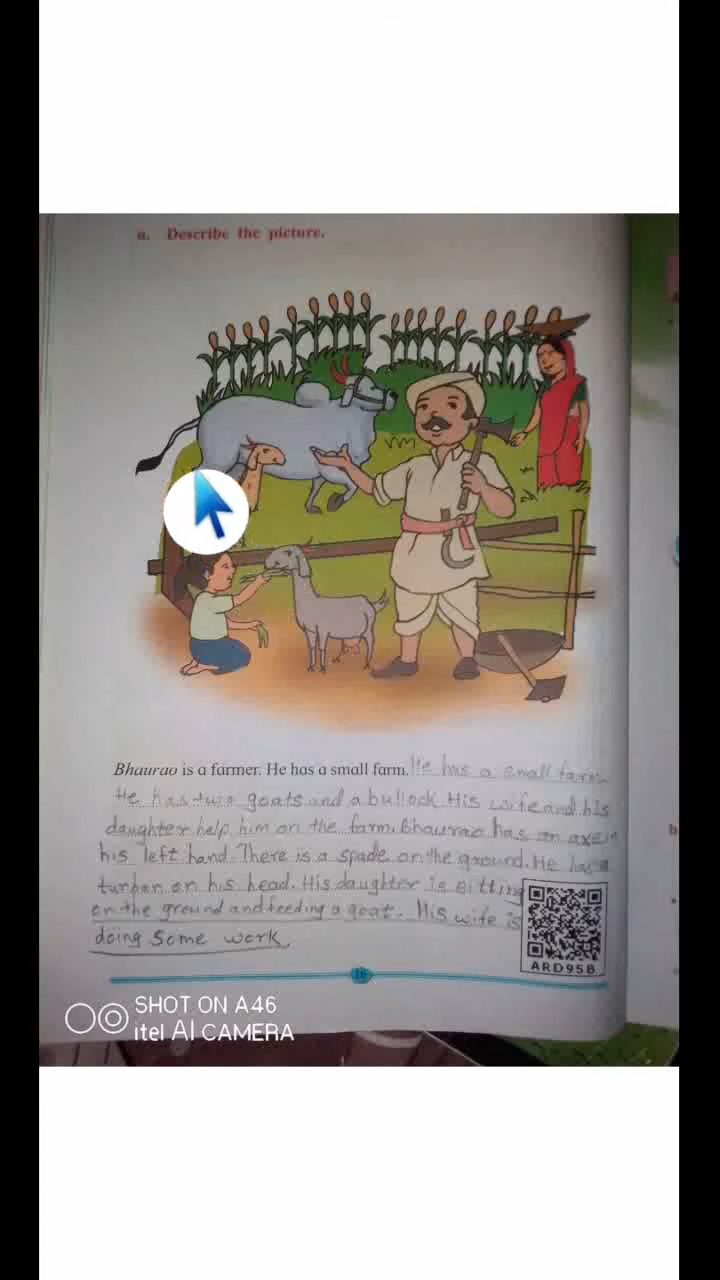 a. Describe the picture.
Bhaurao is a farmer. He has a small farm. He has a small farm.
He has two goats and a bullock. His wife and his
daughter help him on the farm. Bhaurao has an axe in
his left hand. There is a spade on the ground. He has a
turban on his head. His daughter is sitting
on the ground and feeding a goat. His wife is
doing some work
ARD95B
16
SHOT ON A46
itel AI CAMERA